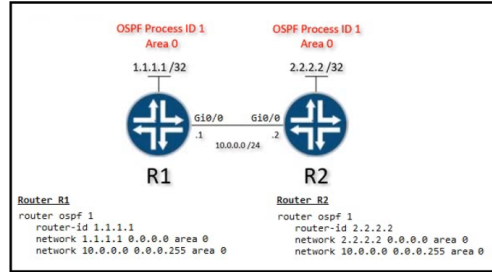 OSPF Process ID 1
Area 0
OSPF Process ID 1
Area 0
1.1.1.1 /32
2.2.2.2 /32
Gi0/0
Gi0/0
.1
.2
10.0.0.0 /24
R1
R2
Router R1
router ospf 1
router-id 1.1.1.1
network 1.1.1.1 0.0.0.0 area 0
network 10.0.0.0 0.0.0.255 area 0
Router R2
router ospf 1
router-id 2.2.2.2
network 2.2.2.2 0.0.0.0 area 0
network 10.0.0.0 0.0.0.255 area 0